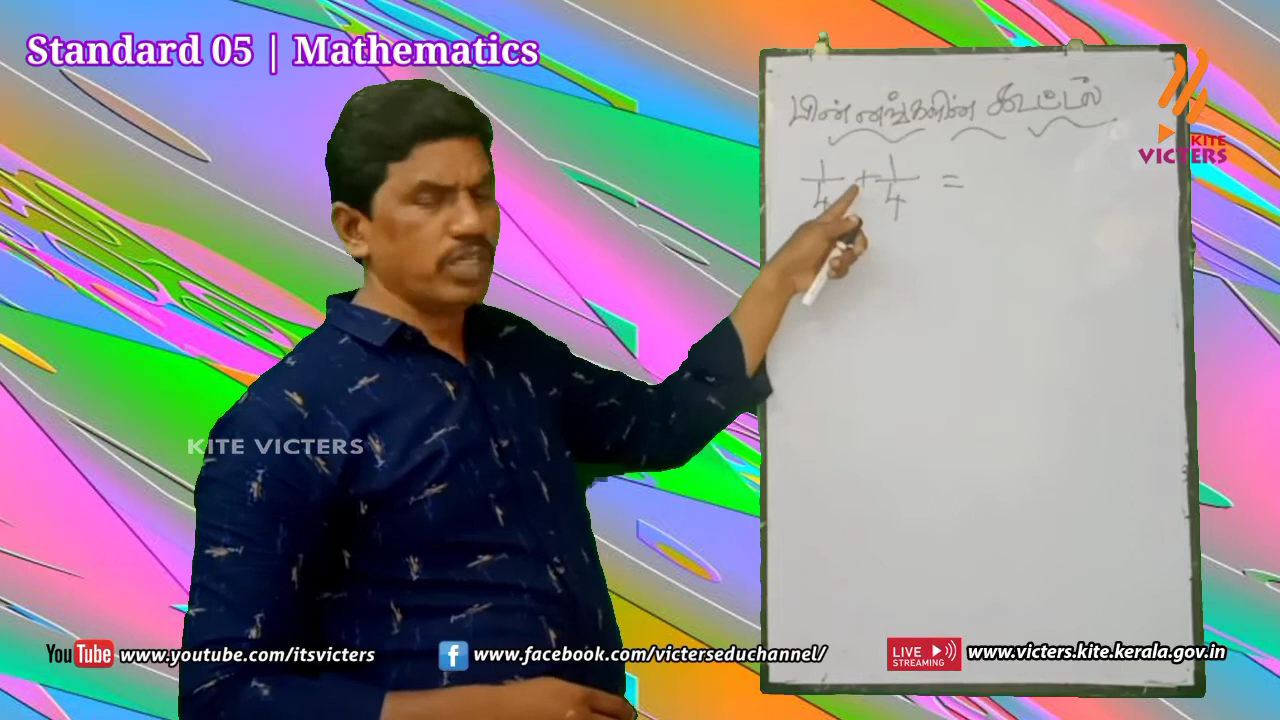 Standard 05 | Mathematics
பின்னங்களின் கூட்டல்
1/4 + 1/4 =
KITE
VICTERS
KITE VICTERS
YouTube www.youtube.com/itsvicters
f www.facebook.com/victerseduchannel/
LIVE
STREAMING
www.victers.kite.kerala.gov.in